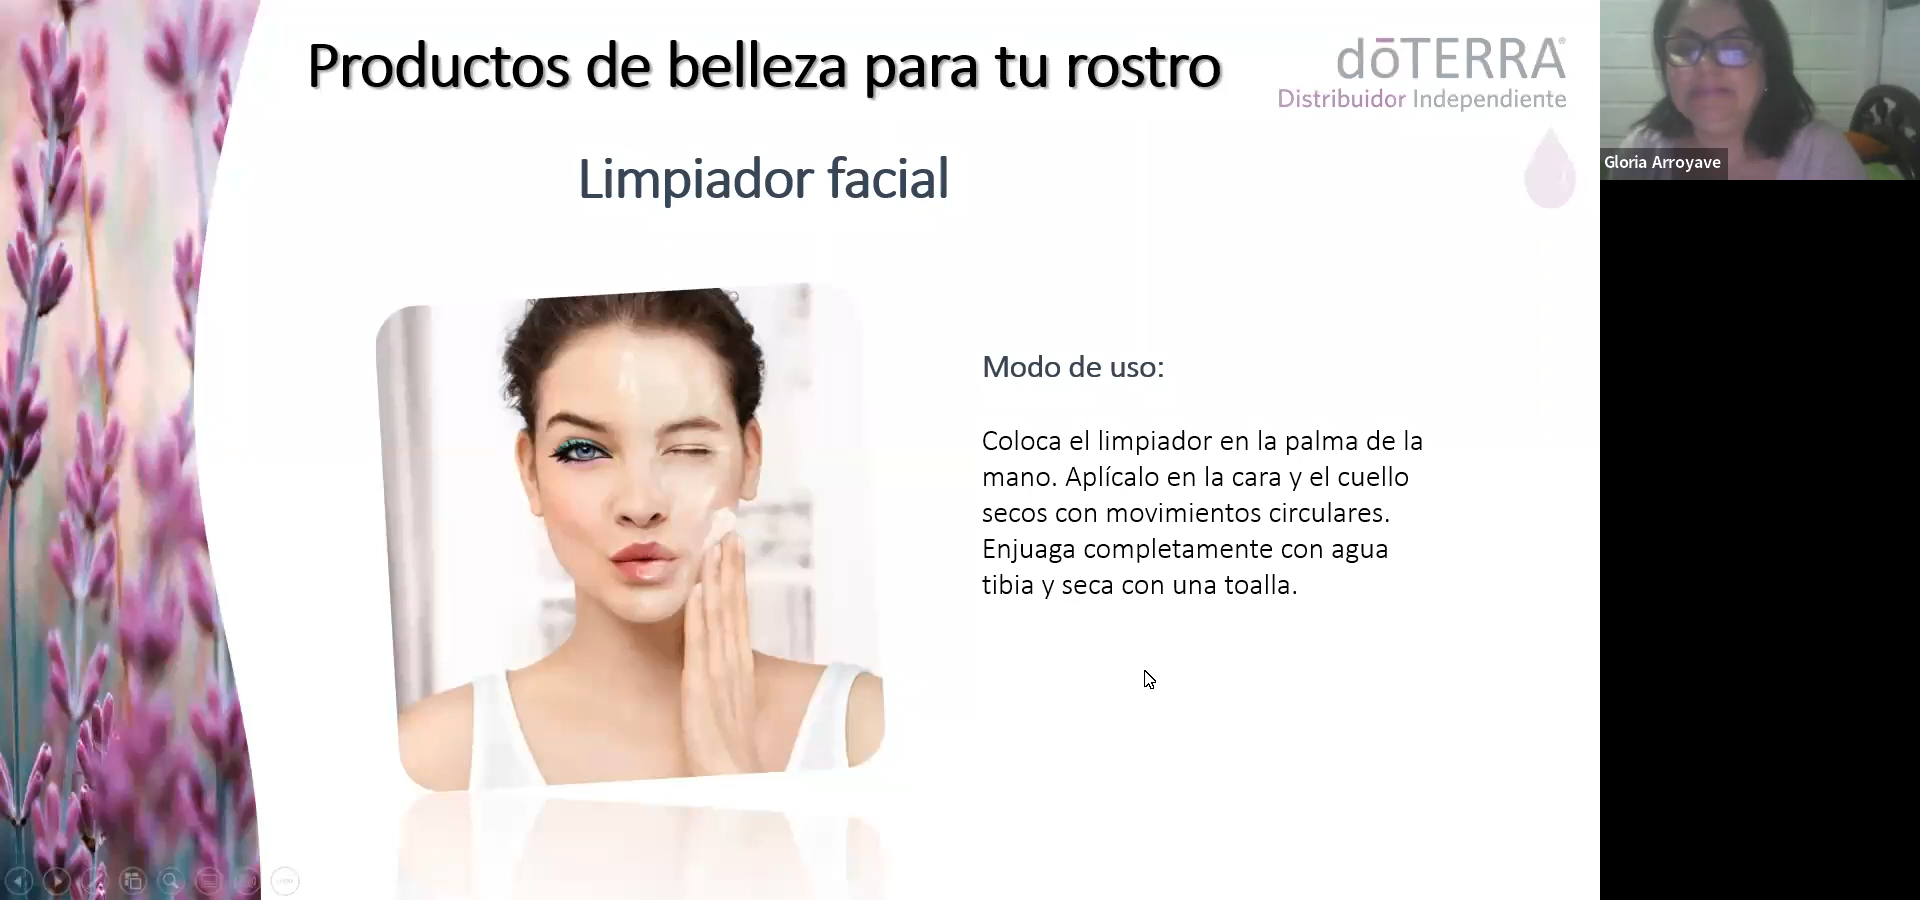 Productos de belleza para tu rostro
dōTERRA®
Distribuidor Independiente
Gloria Arroyave
Limpiador facial
Modo de uso:
Coloca el limpiador en la palma de la
mano. Aplícalo en la cara y el cuello
secos con movimientos circulares.
Enjuaga completamente con agua
tibia y seca con una toalla.